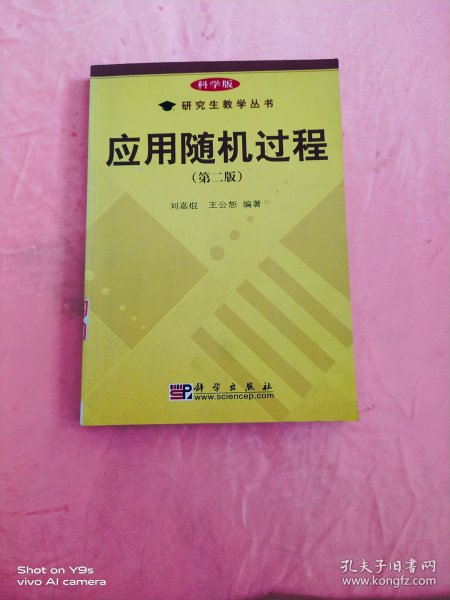 科学版
研究生教学丛书
应用随机过程
(第二版)
刘嘉焜 王公恕 编著
科学出版社
www.sciencep.com
Shot on Y9s
vivo AI camera
孔夫子旧书网
www.kongfz.com